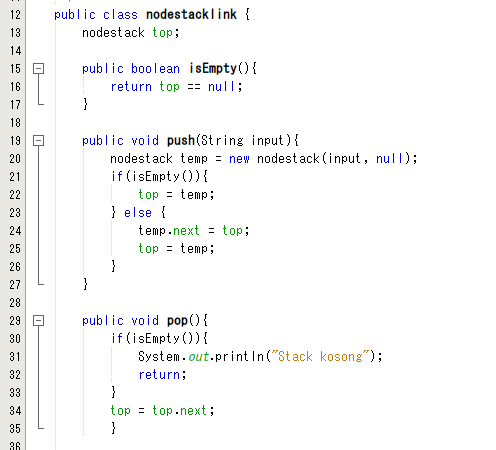 12 public class nodestacklink {
13 nodestack top;
14
15 public boolean isEmpty(){
16 return top == null;
17 }
18
19 public void push(String input){
20 nodestack temp = new nodestack(input, null);
21 if(isEmpty()){
22 top = temp;
23 } else {
24 temp.next = top;
25 top = temp;
26 }
27 }
28
29 public void pop(){
30 if(isEmpty()){
31 System.out.println("Stack kosong");
32 return;
33 }
34 top = top.next;
35 }
36